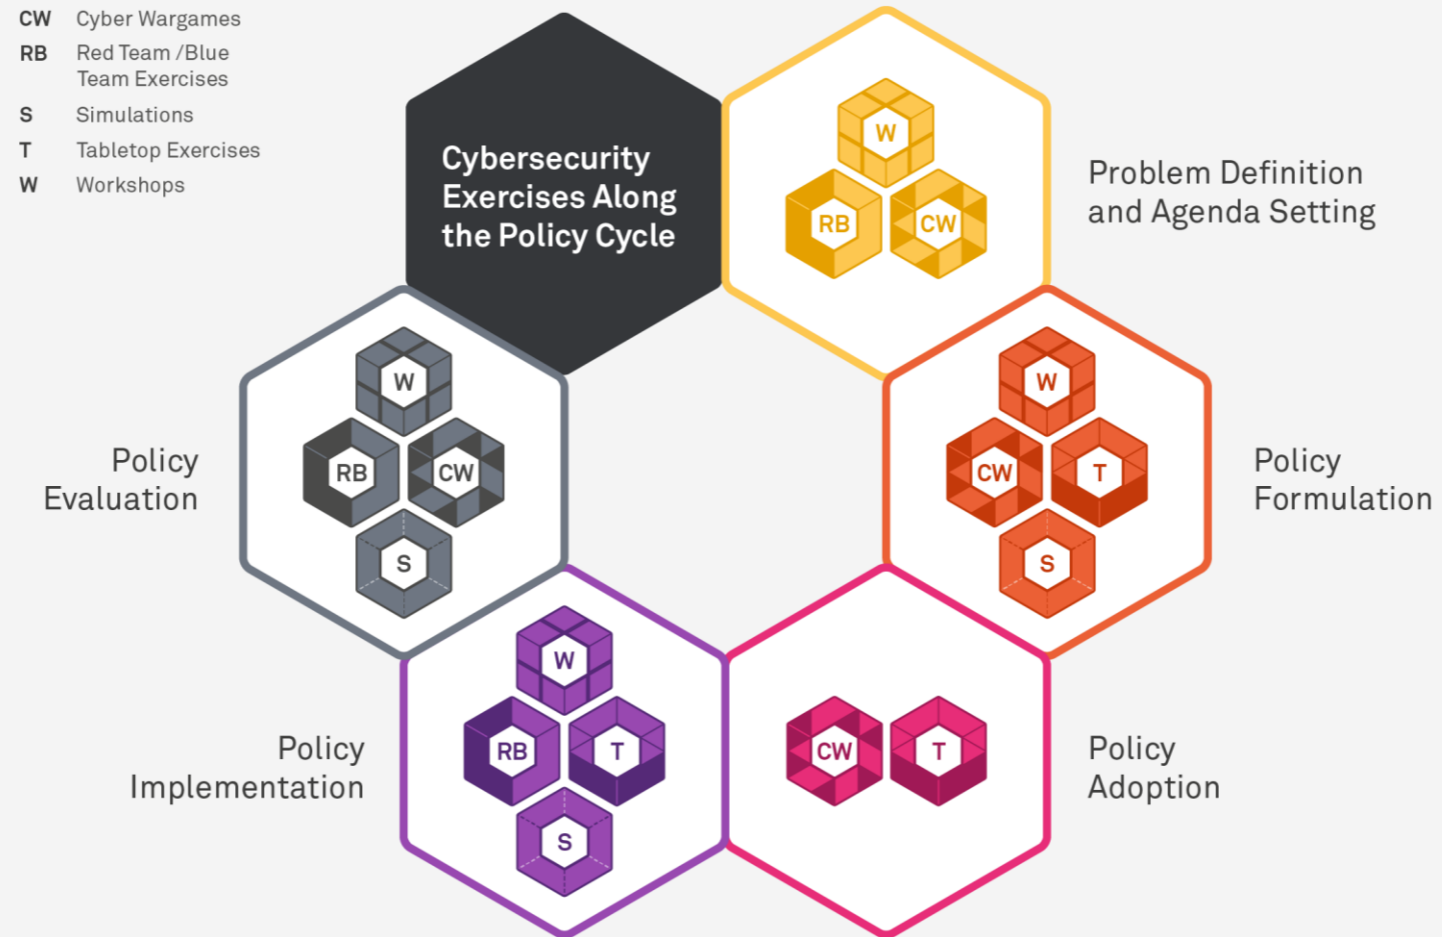 CW Cyber Wargames
RB Red Team /Blue
Team Exercises
S Simulations
T Tabletop Exercises
W Workshops
Cybersecurity
Exercises Along
the Policy Cycle
W
RB CW
Problem Definition
and Agenda Setting
W
CW T
S
Policy
Formulation
CW T
Policy
Adoption
W
RB T
S
Policy
Implementation
W
RB CW
S
Policy
Evaluation